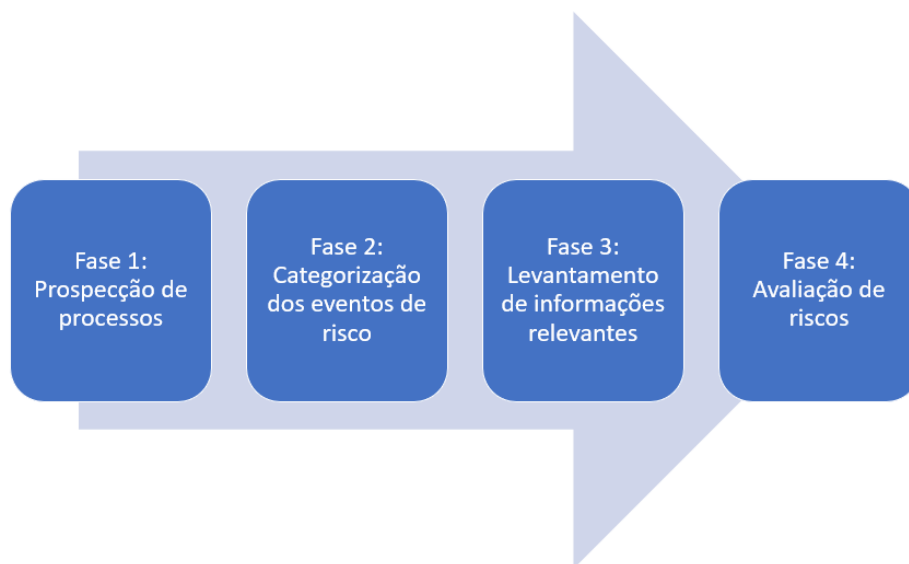 Fase 1:
Prospecção de
processos
Fase 2:
Categorização
dos eventos de
risco
Fase 3:
Levantamento
de informações
relevantes
Fase 4:
Avaliação de
riscos